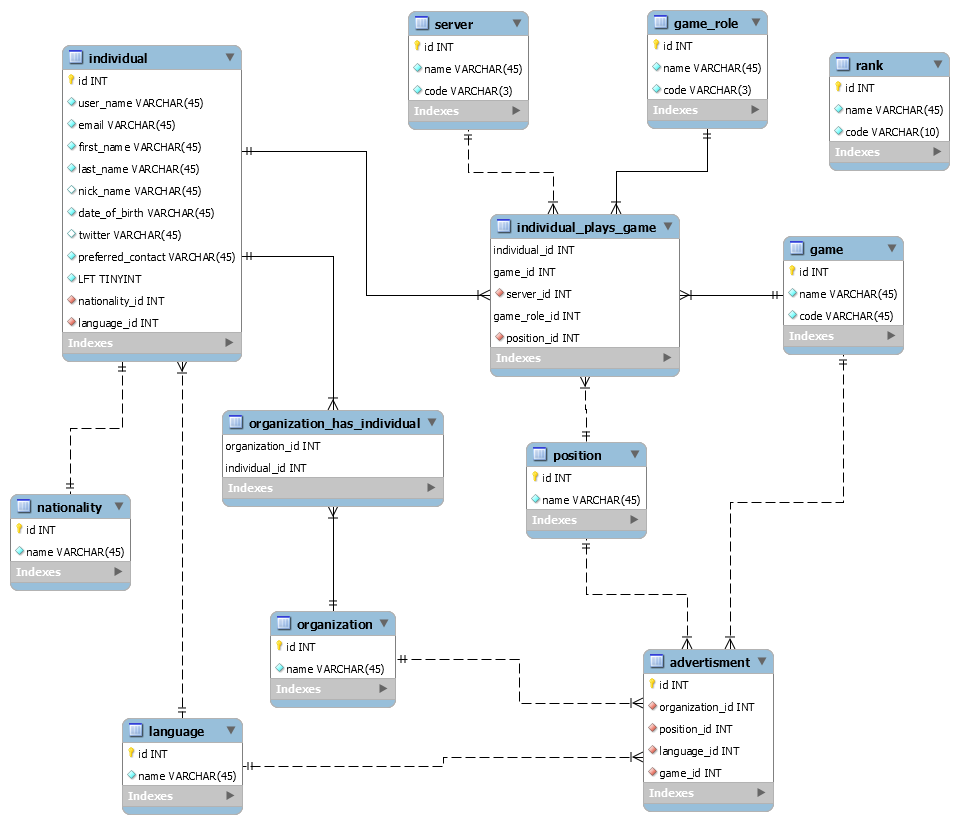 server
id INT
name VARCHAR(45)
code VARCHAR(3)
Indexes
game_role
id INT
name VARCHAR(45)
code VARCHAR(3)
Indexes
individual
id INT
user_name VARCHAR(45)
email VARCHAR(45)
first_name VARCHAR(45)
last_name VARCHAR(45)
nick_name VARCHAR(45)
date_of_birth VARCHAR(45)
twitter VARCHAR(45)
preferred_contact VARCHAR(45)
LFT TINYINT
nationality_id INT
language_id INT
Indexes
rank
id INT
name VARCHAR(45)
code VARCHAR(10)
Indexes
individual_plays_game
individual_id INT
game_id INT
server_id INT
game_role_id INT
position_id INT
Indexes
game
id INT
name VARCHAR(45)
code VARCHAR(45)
Indexes
organization_has_individual
organization_id INT
individual_id INT
Indexes
position
id INT
name VARCHAR(45)
Indexes
nationality
id INT
name VARCHAR(45)
Indexes
organization
id INT
name VARCHAR(45)
Indexes
advertisment
id INT
organization_id INT
position_id INT
language_id INT
game_id INT
Indexes
language
id INT
name VARCHAR(45)
Indexes